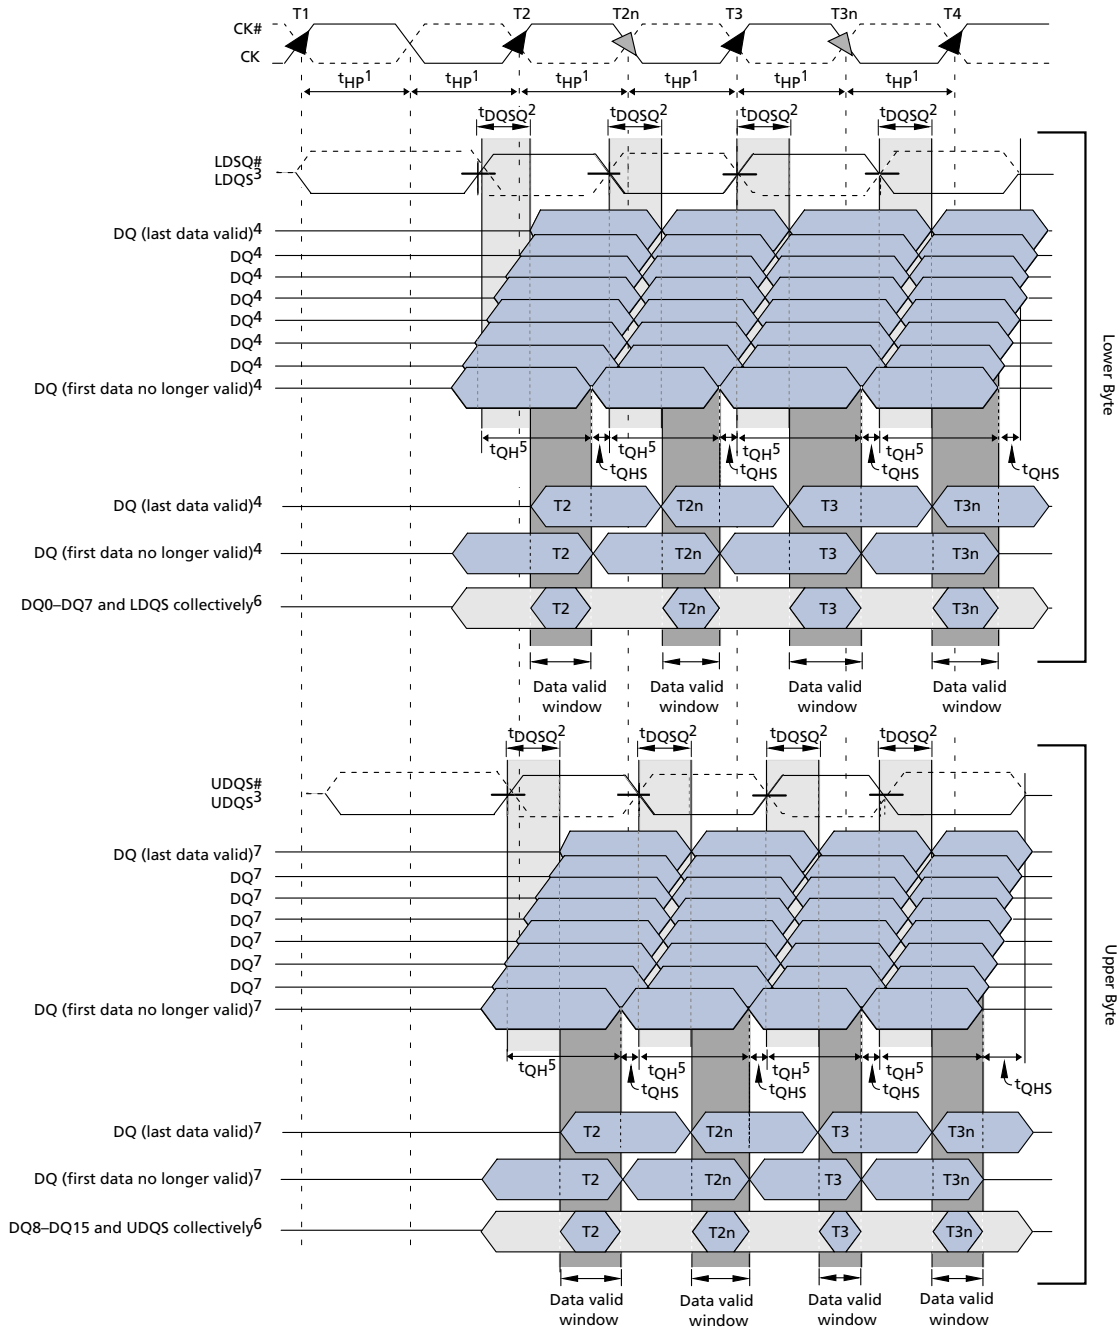 T1 T2 T2n T3 T3n T4
CK#
CK
tHP1 tHP1 tHP1 tHP1 tHP1 tHP1
tDQSQ2 tDQSQ2 tDQSQ2 tDQSQ2
LDSQ#
LDQS3
DQ (last data valid)4
DQ4
DQ4
DQ4
DQ4
DQ4
DQ4
DQ (first data no longer valid)4
tQH5 tQH5 tQH5 tQH5
tQHS tQHS tQHS tQHS
DQ (last data valid)4 T2 T2n T3 T3n
DQ (first data no longer valid)4 T2 T2n T3 T3n
DQ0–DQ7 and LDQS collectively6 T2 T2n T3 T3n
Data valid window Data valid window Data valid window Data valid window
Lower Byte
tDQSQ2 tDQSQ2 tDQSQ2 tDQSQ2
UDQS#
UDQS3
DQ (last data valid)7
DQ7
DQ7
DQ7
DQ7
DQ7
DQ7
DQ (first data no longer valid)7
tQH5 tQH5 tQH5 tQH5
tQHS tQHS tQHS tQHS
DQ (last data valid)7 T2 T2n T3 T3n
DQ (first data no longer valid)7 T2 T2n T3 T3n
DQ8–DQ15 and UDQS collectively6 T2 T2n T3 T3n
Data valid window Data valid window Data valid window Data valid window
Upper Byte